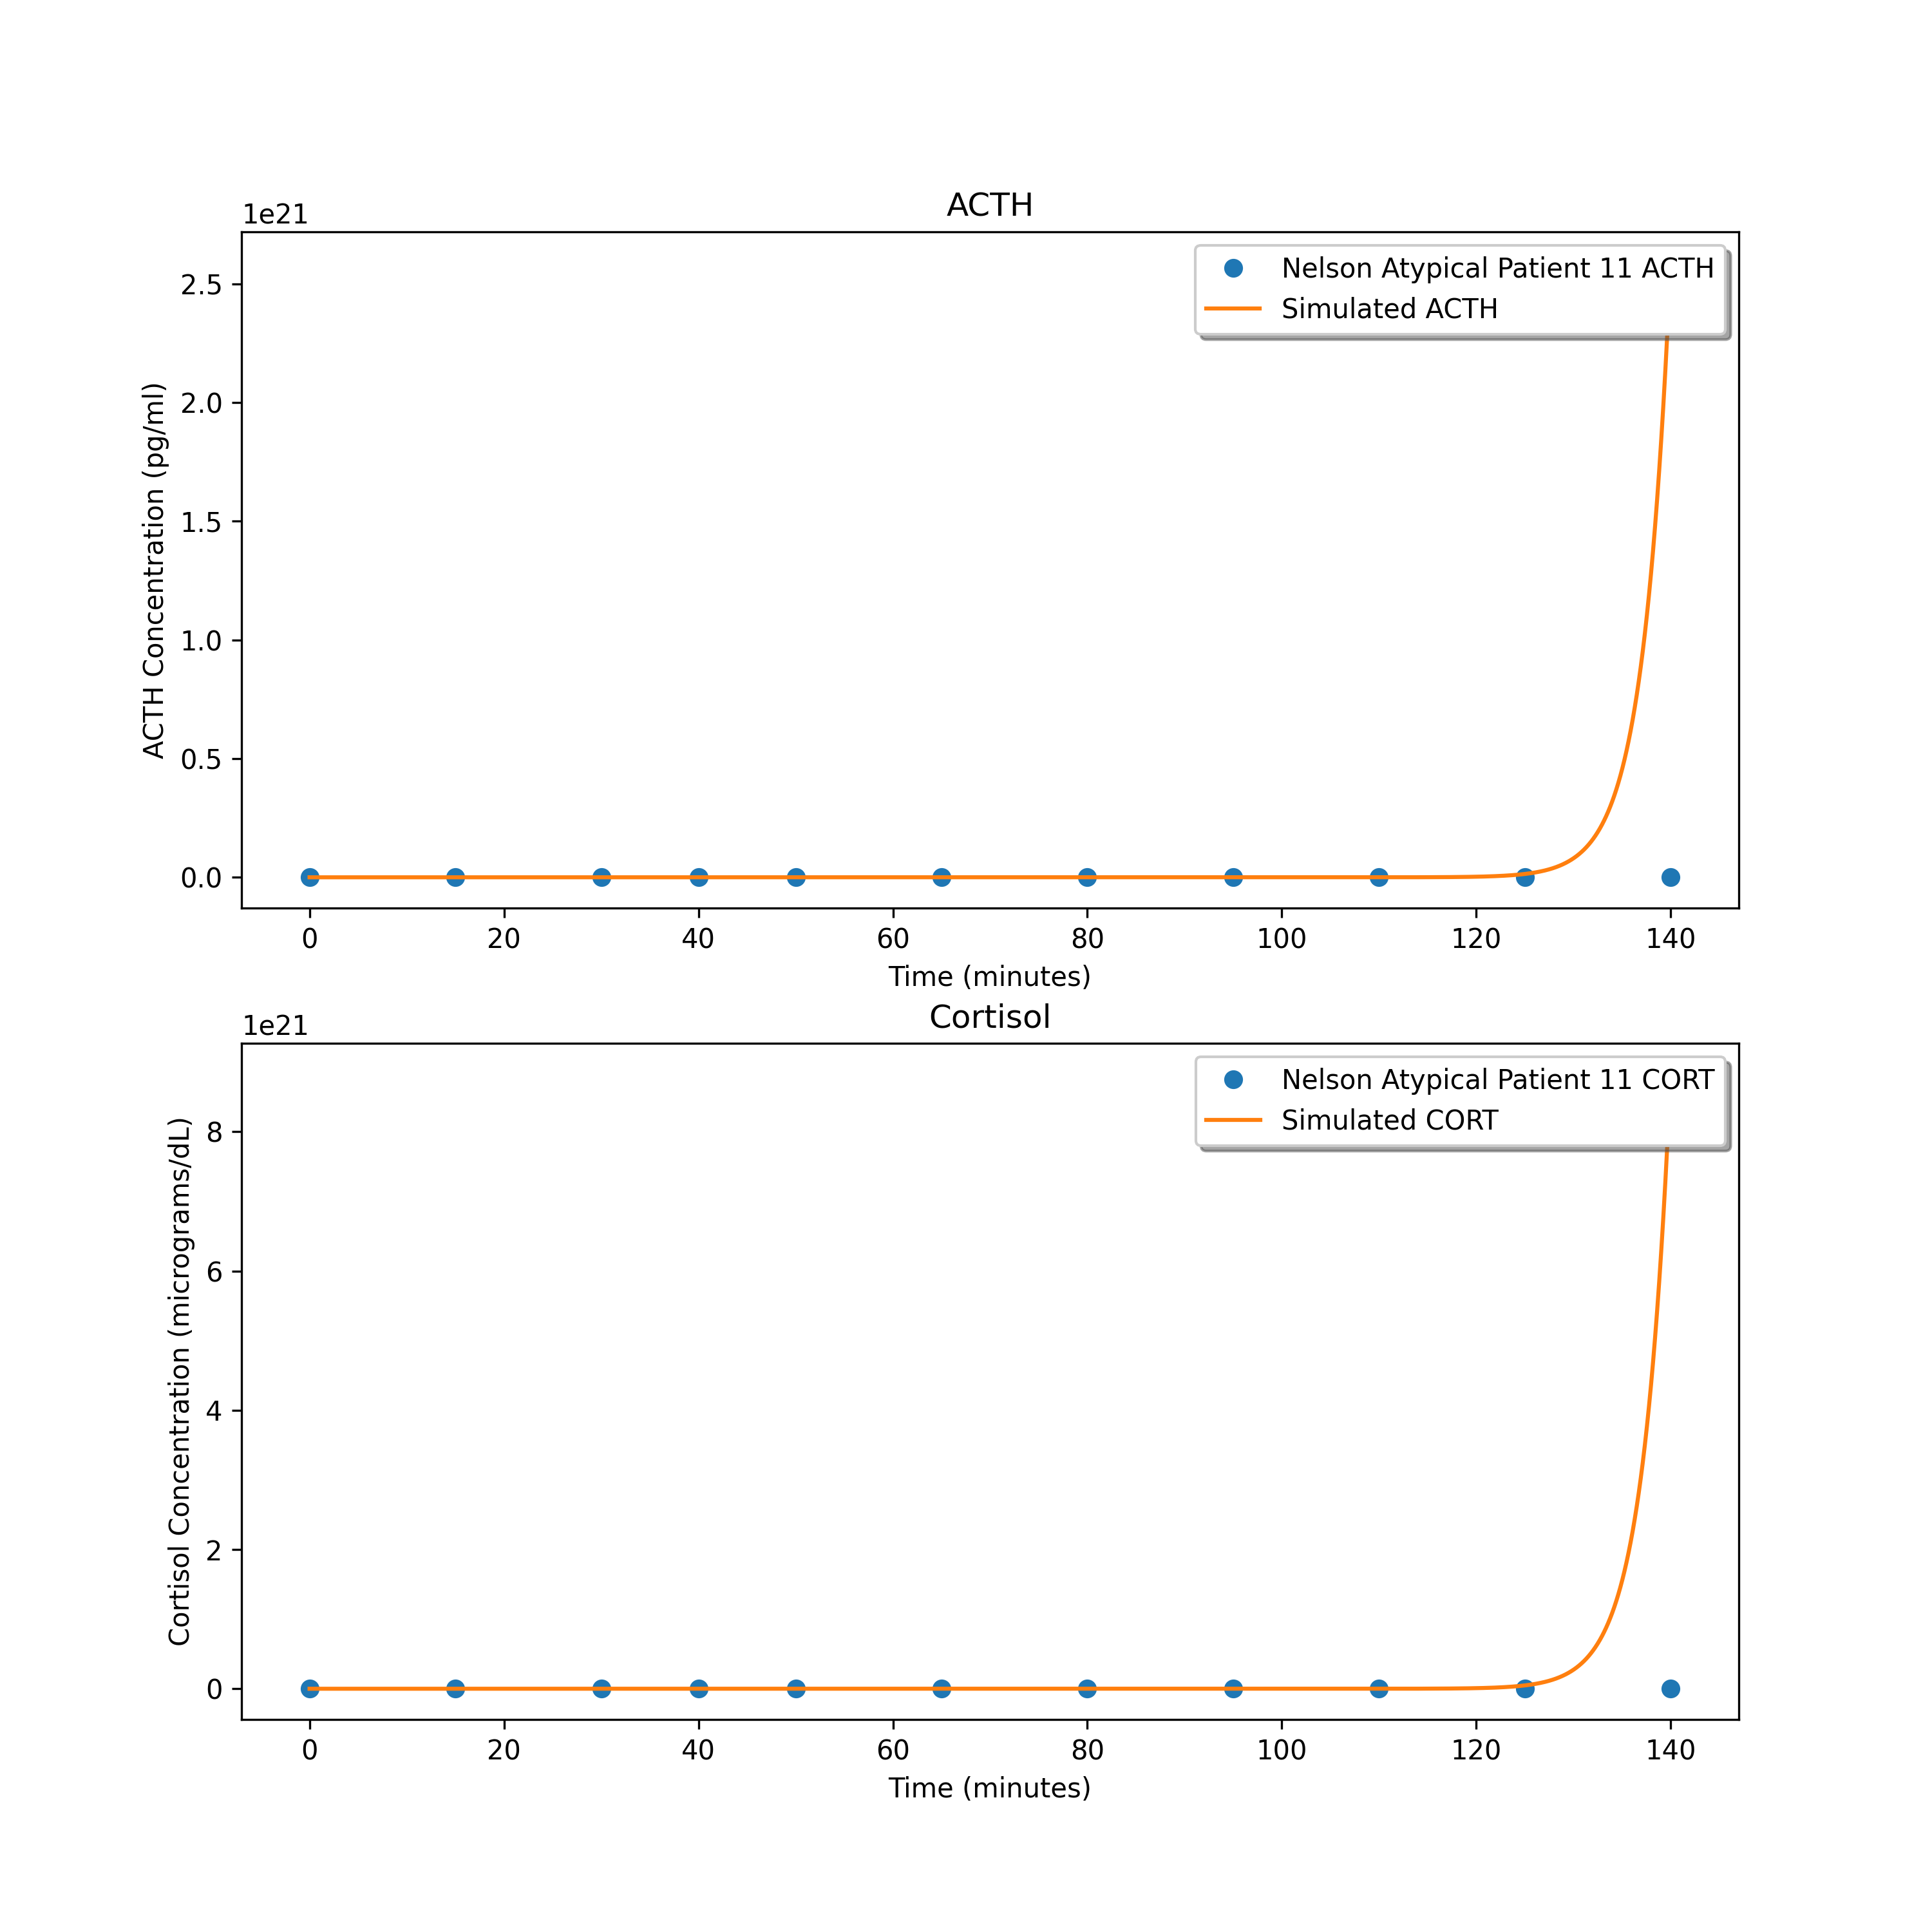 ACTH
1e21
Nelson Atypical Patient 11 ACTH
Simulated ACTH
2.5
2.0
1.5
1.0
0.5
0.0
ACTH Concentration (pg/ml)
0 20 40 60 80 100 120 140
Time (minutes)
Cortisol
1e21
Nelson Atypical Patient 11 CORT
Simulated CORT
8
6
4
2
0
Cortisol Concentration (micrograms/dL)
0 20 40 60 80 100 120 140
Time (minutes)